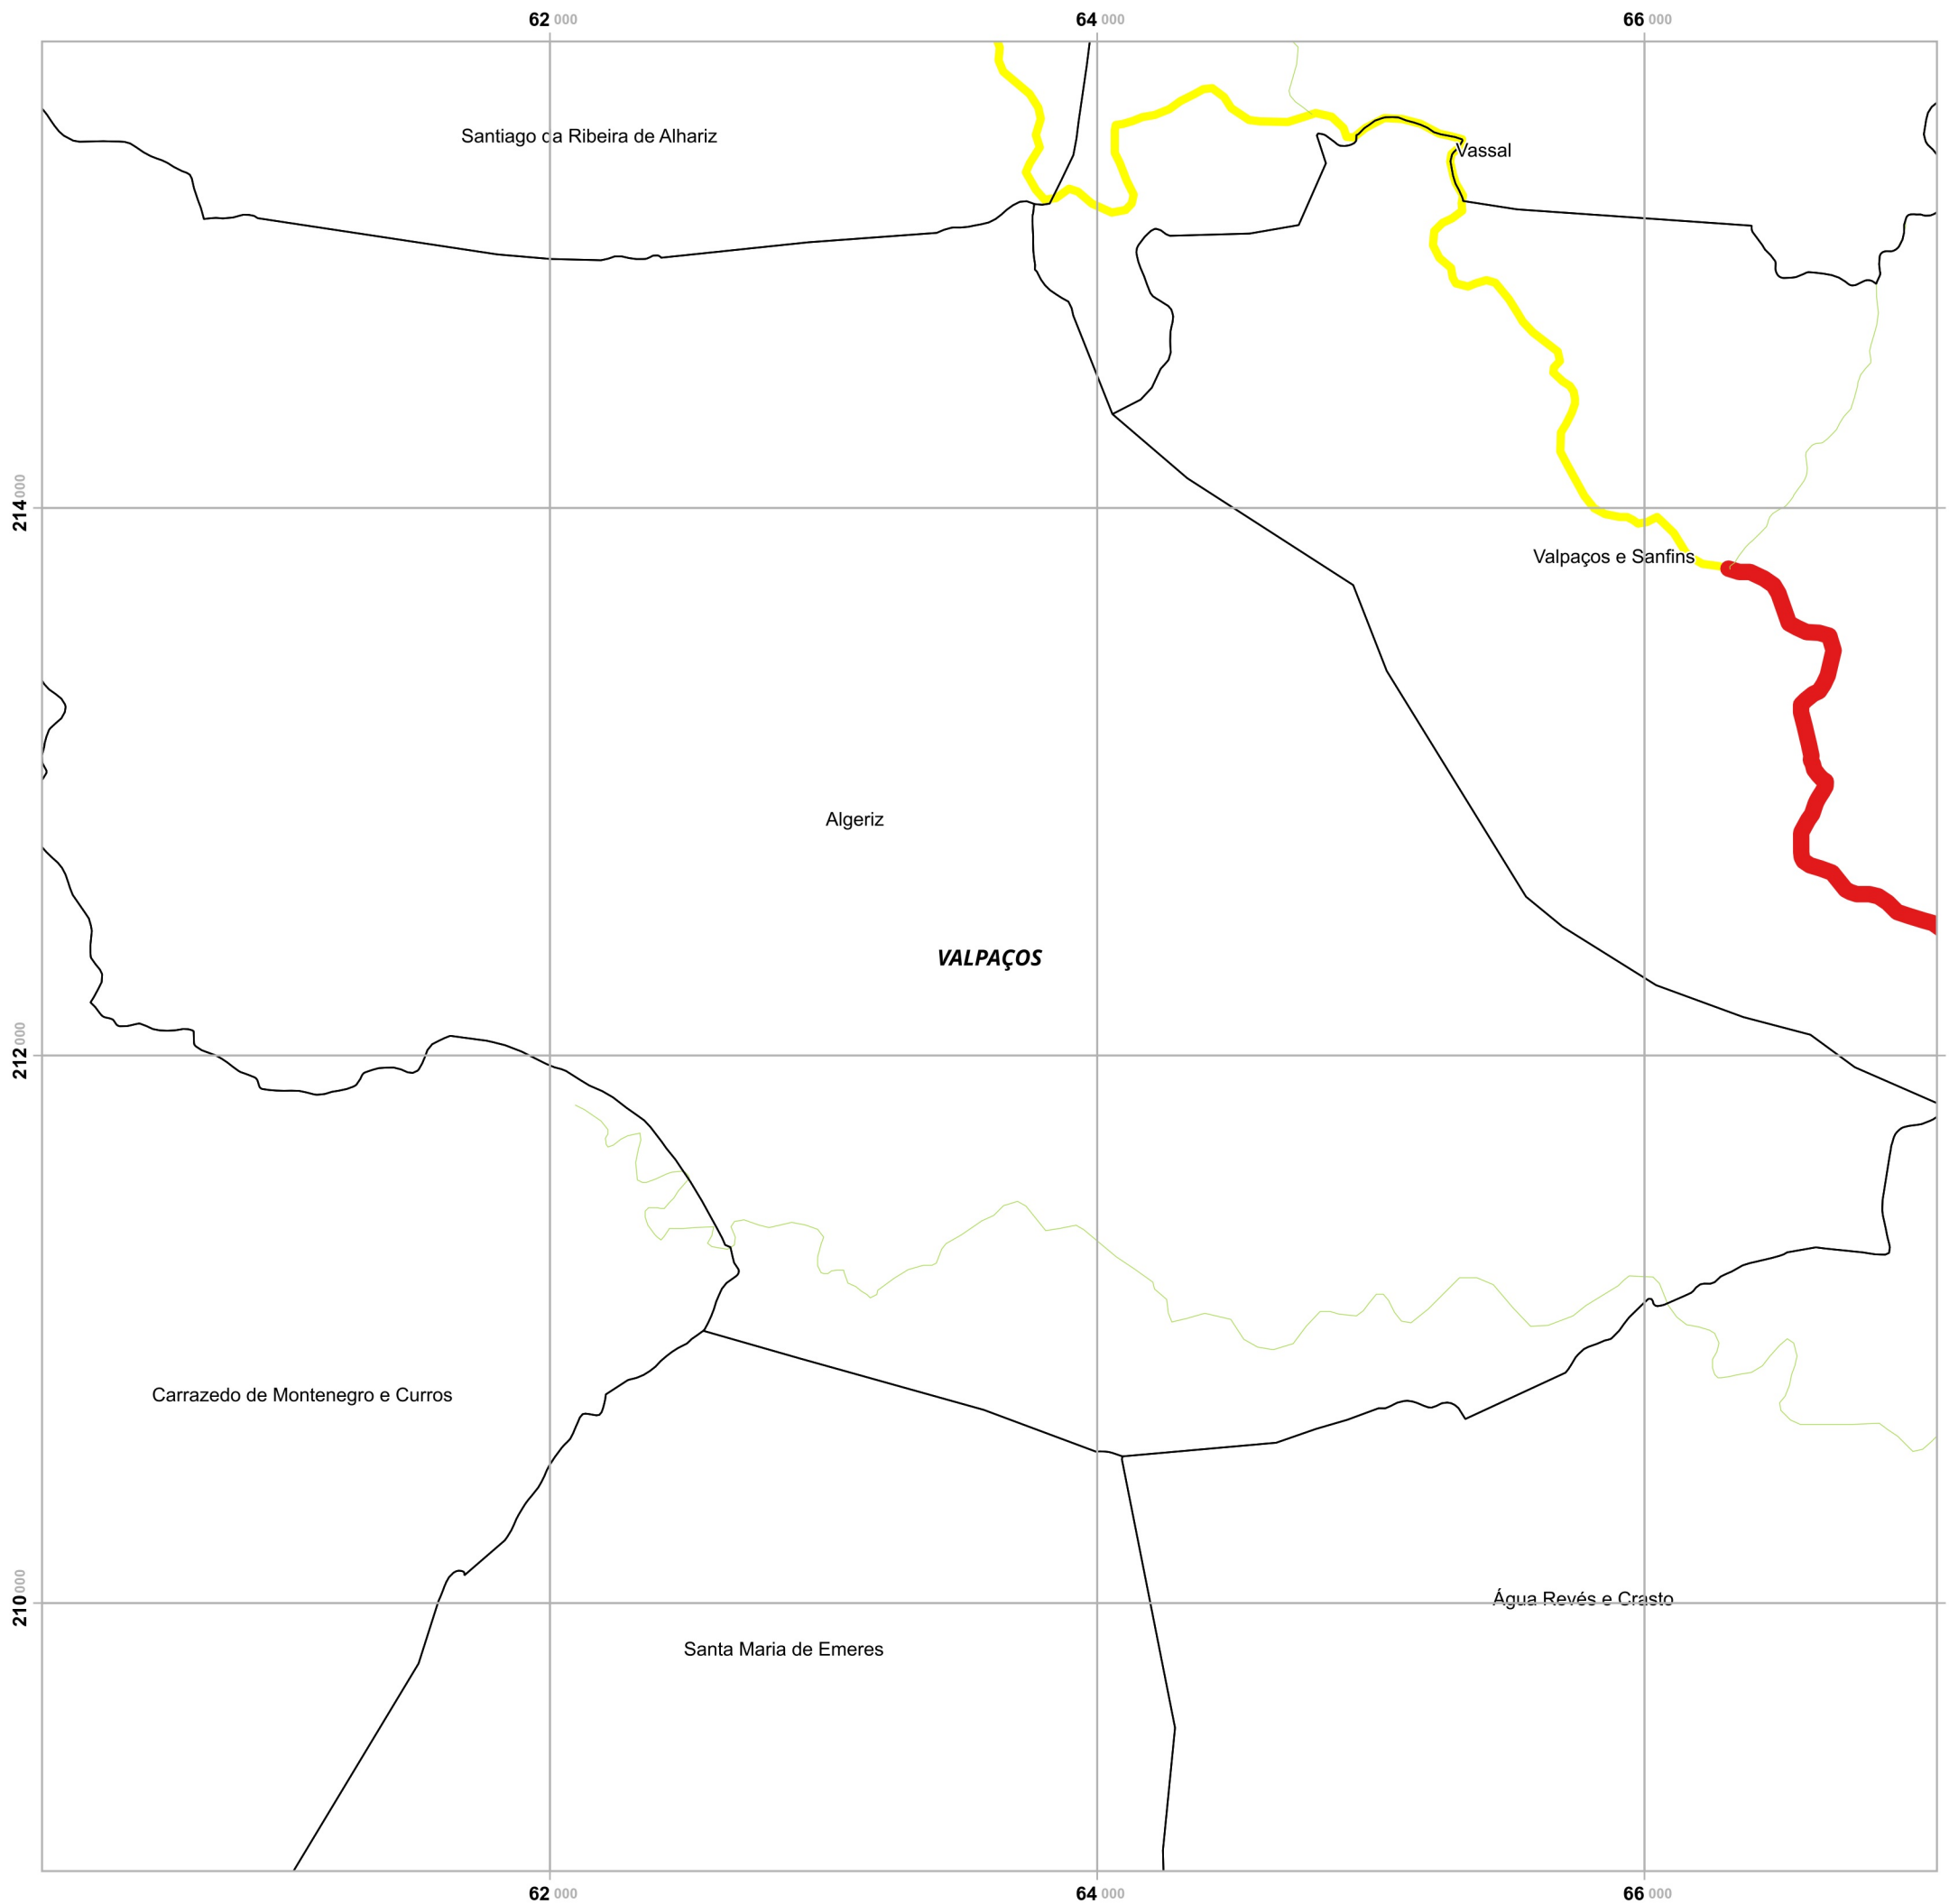 62 000 64 000 66 000
Santiago da Ribeira de Alhariz
Vassal
214 000
Valpaços e Sanfins
Algeriz
VALPAÇOS
212 000
Carrazedo de Montenegro e Curros
210 000
Água Revés e Crasto
Santa Maria de Emeres
62 000 64 000 66 000